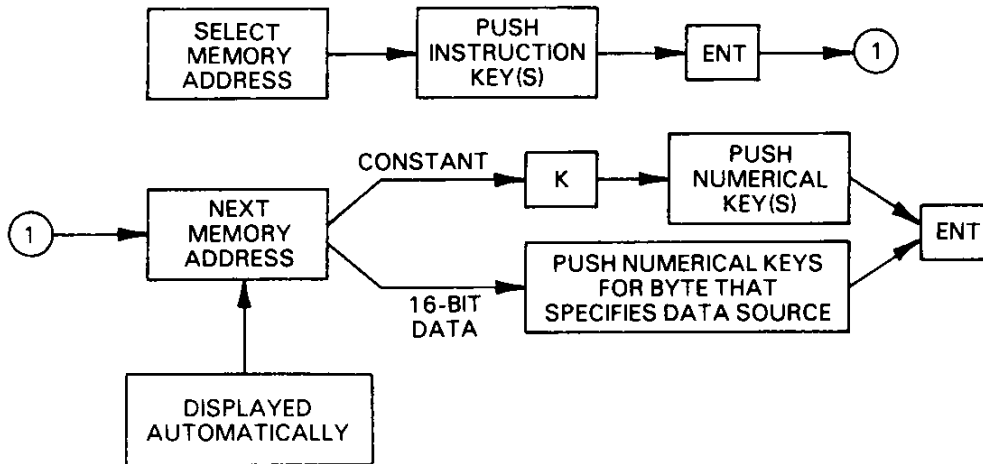 SELECT
MEMORY
ADDRESS
PUSH
INSTRUCTION
KEY(S)
ENT
1
1
NEXT
MEMORY
ADDRESS
CONSTANT
K
PUSH
NUMERICAL
KEY(S)
16-BIT
DATA
PUSH NUMERICAL KEYS
FOR BYTE THAT
SPECIFIES DATA SOURCE
ENT
DISPLAYED
AUTOMATICALLY